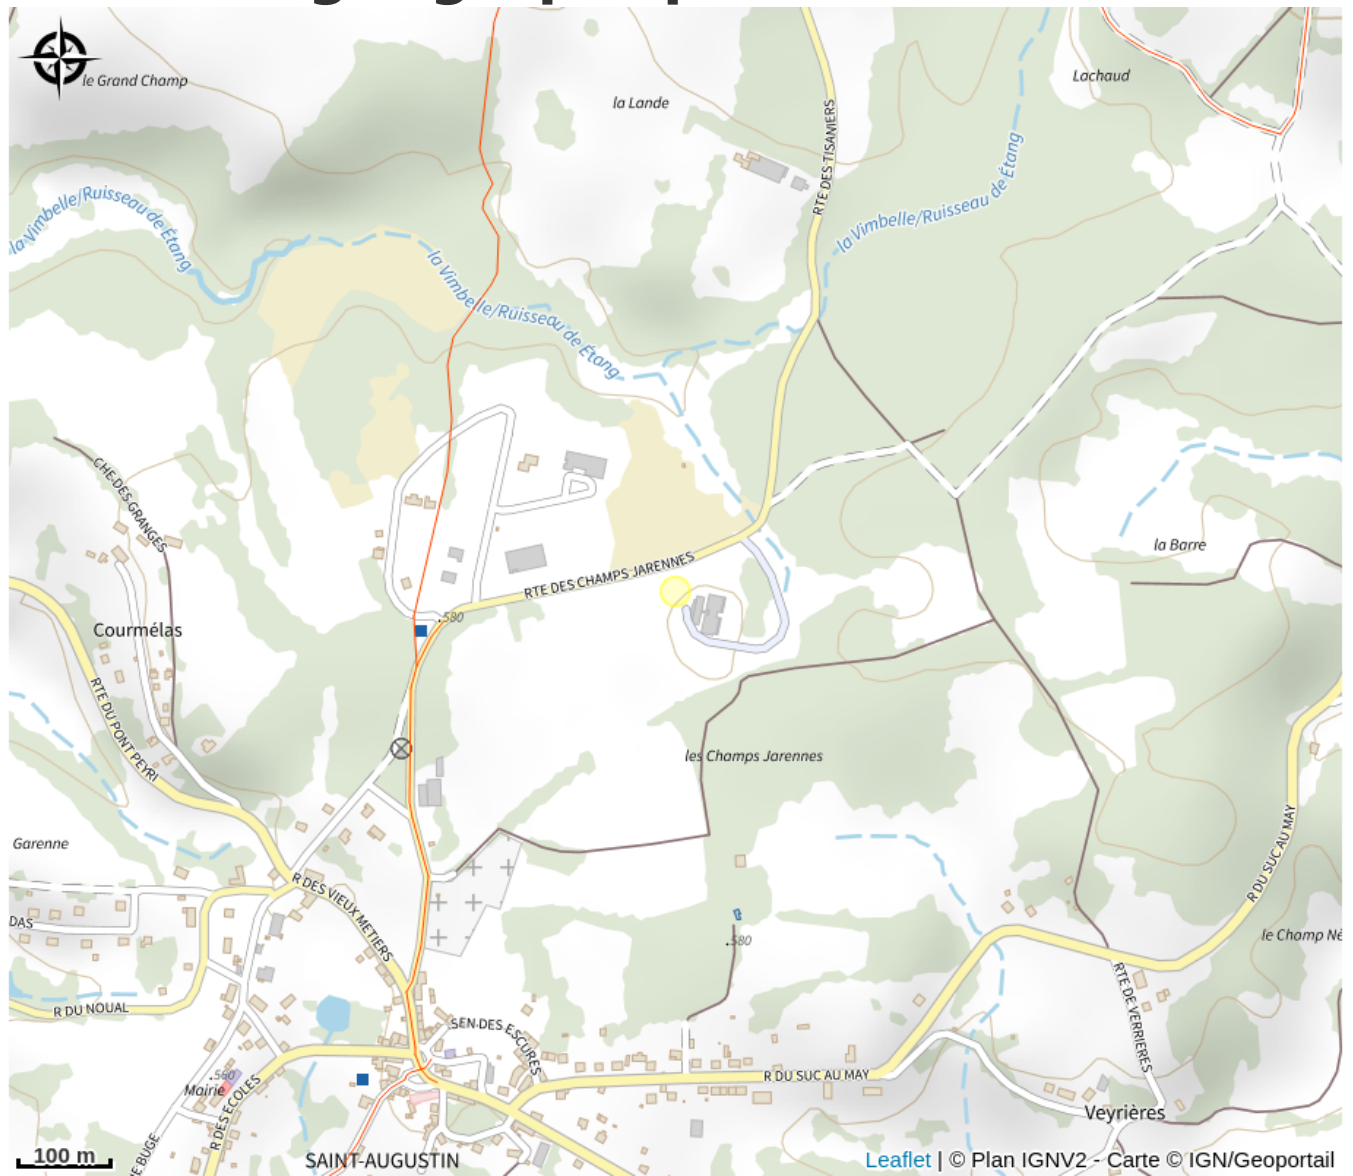 le Grand Champ
la Lande
Lachaud
RTE DES TISANIERS
la Vimbelle/Ruisseau de Étang
la Vimbelle/Ruisseau de Étang
la Vimbelle/Ruisseau de Étang
CHE DES GRANGES
la Barre
RTE DES CHAMPS JARENNES
.580
Courmélas
RTE DU PONT PEYRI
les Champs Jarennes
Garenne
R DU SUC AU MAY
R DES VIEUX METIERS
DAS
.580
le Champ Nè
R DU NOUAL
SEN DES ESCURES
RTE DE VERRIERES
.560
Mairie
R DES ECOLES
R DU SUC AU MAY
Veyrières
E BUGE
100 m
SAINT-AUGUSTIN
Leaflet | © Plan IGNV2 - Carte © IGN/Geoportail